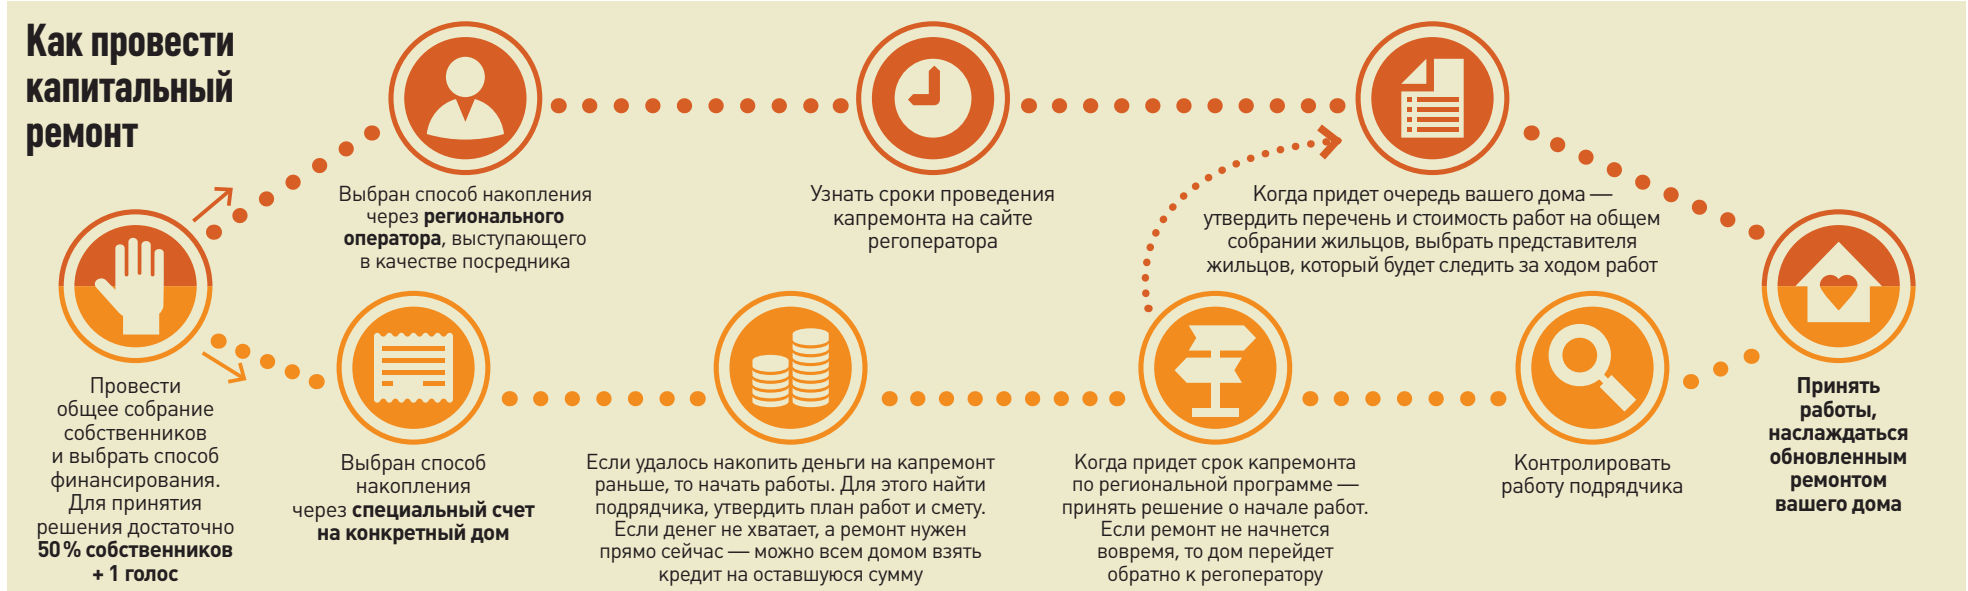 Как провести
капитальный
ремонт
Выбран способ накопления
через регионального
оператора, выступающего
в качестве посредника
Узнать сроки проведения
капремонта на сайте
регоператора
Когда придет очередь вашего дома —
утвердить перечень и стоимость работ на общем
собрании жильцов, выбрать представителя
жильцов, который будет следить за ходом работ
Провести
общее собрание
собственников
и выбрать способ
финансирования.
Для принятия
решения достаточно
50 % собственников
+ 1 голос
Выбран способ
накопления
через специальный счет
на конкретный дом
Если удалось накопить деньги на капремонт
раньше, то начать работы. Для этого найти
подрядчика, утвердить план работ и смету.
Если денег не хватает, а ремонт нужен
прямо сейчас — можно всем домом взять
кредит на оставшуюся сумму
Когда придет срок капремонта
по региональной программе —
принять решение о начале работ.
Если ремонт не начнется
вовремя, то дом перейдет
обратно к регоператору
Контролировать
работу подрядчика
Принять
работы,
наслаждаться
обновленным
ремонтом
вашего дома